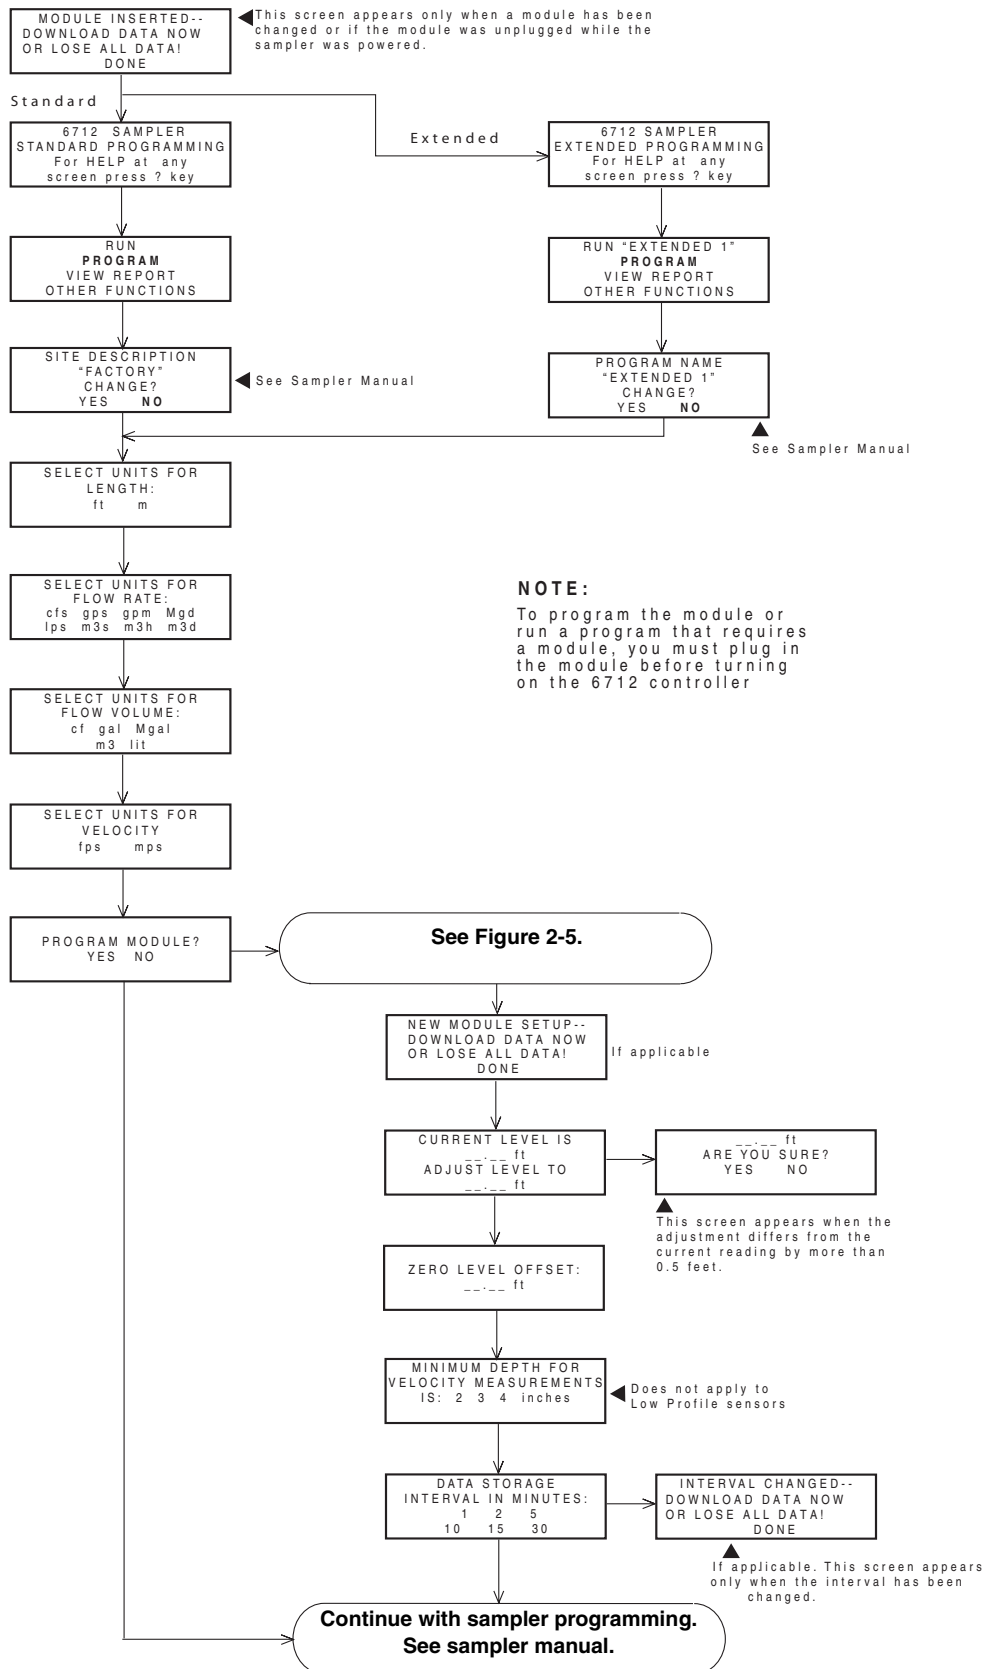 MODULE INSERTED--
DOWNLOAD DATA NOW
OR LOSE ALL DATA!
DONE
This screen appears only when a module has been
changed or if the module was unplugged while the
sampler was powered.
Standard
Extended
6712 SAMPLER
STANDARD PROGRAMMING
For HELP at any
screen press ? key
6712 SAMPLER
EXTENDED PROGRAMMING
For HELP at any
screen press ? key
RUN
PROGRAM
VIEW REPORT
OTHER FUNCTIONS
RUN “EXTENDED 1”
PROGRAM
VIEW REPORT
OTHER FUNCTIONS
SITE DESCRIPTION
“FACTORY”
CHANGE?
YES NO
See Sampler Manual
PROGRAM NAME
“EXTENDED 1”
CHANGE?
YES NO
See Sampler Manual
SELECT UNITS FOR
LENGTH:
ft m
SELECT UNITS FOR
FLOW RATE:
cfs gps gpm Mgd
lps m3s m3h m3d
NOTE:
To program the module or
run a program that requires
a module, you must plug in
the module before turning
on the 6712 controller
SELECT UNITS FOR
FLOW VOLUME:
cf gal Mgal
m3 lit
SELECT UNITS FOR
VELOCITY
fps mps
PROGRAM MODULE?
YES NO
See Figure 2-5.
NEW MODULE SETUP--
DOWNLOAD DATA NOW
OR LOSE ALL DATA!
DONE
If applicable
CURRENT LEVEL IS
__.__ ft
ADJUST LEVEL TO
__.__ ft
__.__ ft
ARE YOU SURE?
YES NO
This screen appears when the
adjustment differs from the
current reading by more than
0.5 feet.
ZERO LEVEL OFFSET:
__.__ ft
MINIMUM DEPTH FOR
VELOCITY MEASUREMENTS
IS: 2 3 4 inches
Does not apply to
Low Profile sensors
DATA STORAGE
INTERVAL IN MINUTES:
1 2 5
10 15 30
INTERVAL CHANGED--
DOWNLOAD DATA NOW
OR LOSE ALL DATA!
DONE
If applicable. This screen appears
only when the interval has been
changed.
Continue with sampler programming.
See sampler manual.